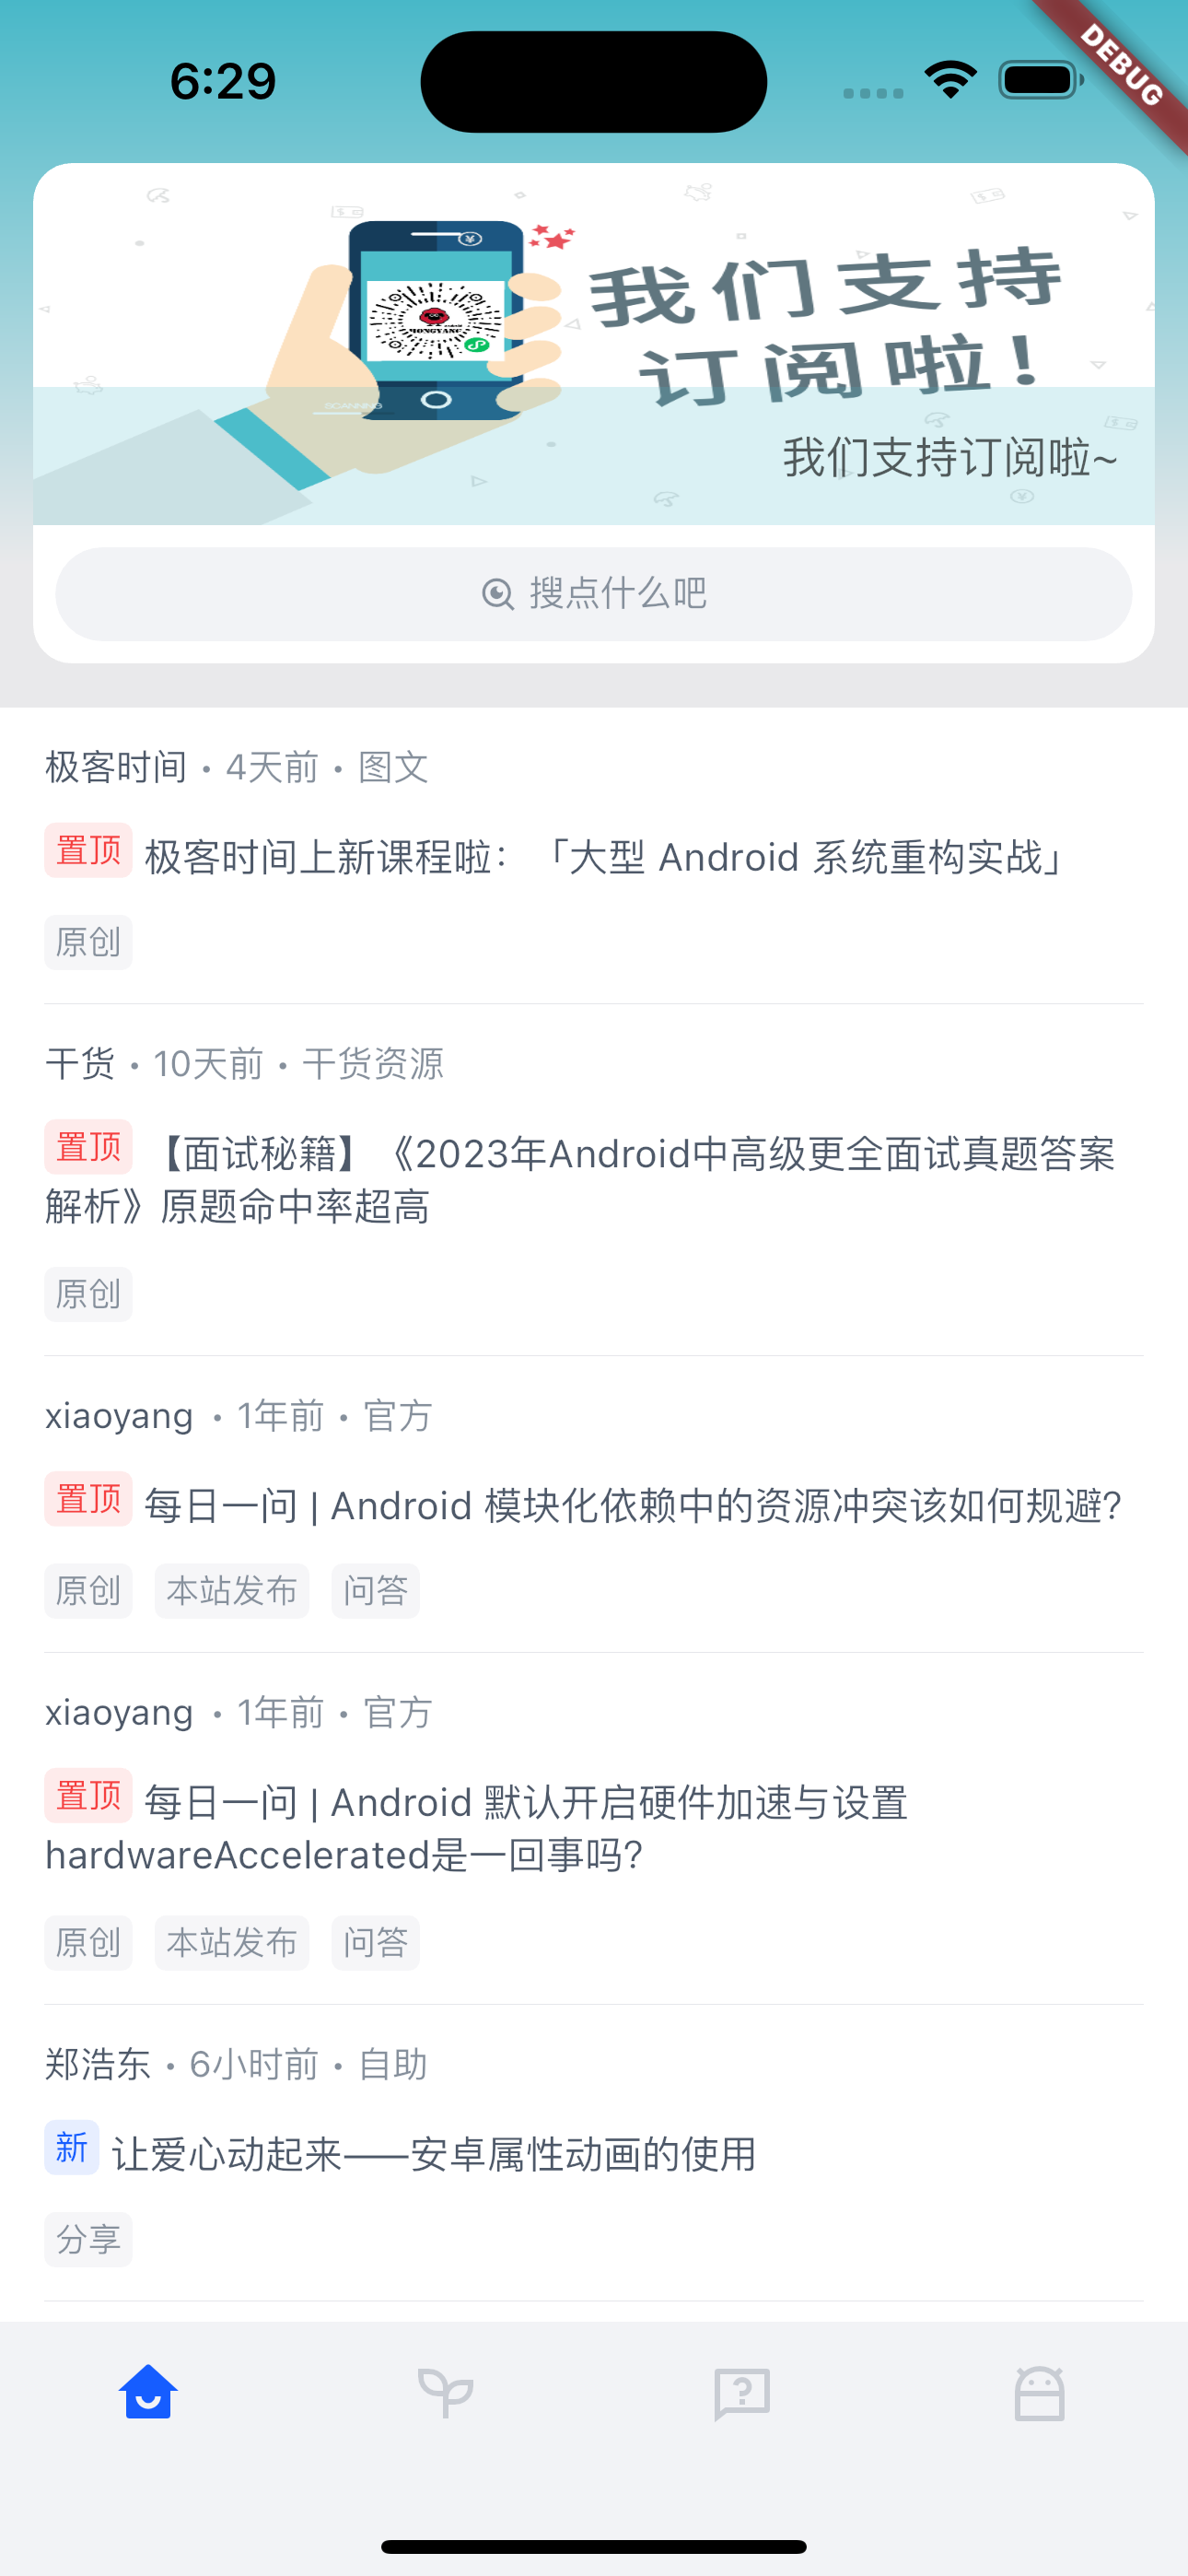 6:29
DEBUG
我们支持
订阅啦!
HONGYANG
SCANNING
我们支持订阅啦~
搜点什么吧
极客时间 • 4天前 • 图文
置顶 极客时间上新课程啦：「大型 Android 系统重构实战」
原创
干货 • 10天前 • 干货资源
置顶 【面试秘籍】《2023年Android中高级更全面试真题答案
解析》原题命中率超高
原创
xiaoyang • 1年前 • 官方
置顶 每日一问 | Android 模块化依赖中的资源冲突该如何规避?
原创 本站发布 问答
xiaoyang • 1年前 • 官方
置顶 每日一问 | Android 默认开启硬件加速与设置
hardwareAccelerated是一回事吗?
原创 本站发布 问答
郑浩东 • 6小时前 • 自助
新 让爱心动起来——安卓属性动画的使用
分享